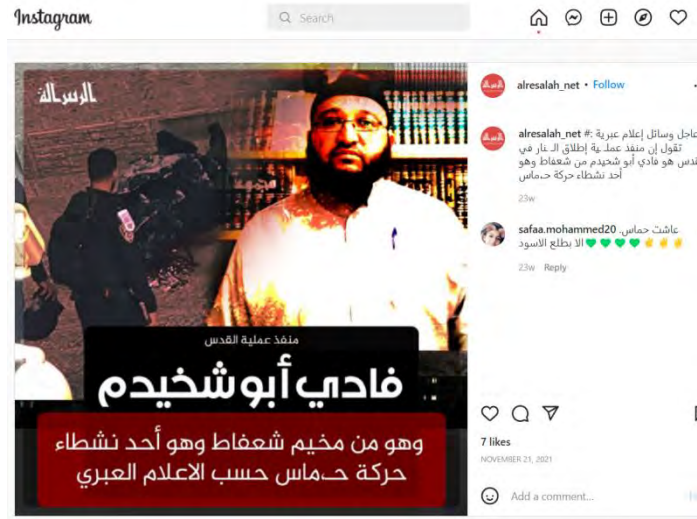 Instagram
Search
الرسالة
منفذ عملية القدس
فادي أبو شخيدم
وهو من مخيم شعفاط وهو أحد نشطاء
حركة حـماس حسب الاعلام العبري
alresalah_net • Follow
alresalah_net #عاجل وسائل إعلام عبرية:
تقول إن منفذ عملـ ية إطلاق الـ نار في
هو فادي أبو شخيدم من شعفاط وهو
أحد نشطاء حركة حـ.ماس
23w
safaa.mohammed20 عاشت حماس.
الا بطلع الاسود 💚💚💚💚✌️✌️✌️
23w Reply
7 likes
NOVEMBER 21, 2021
Add a comment...